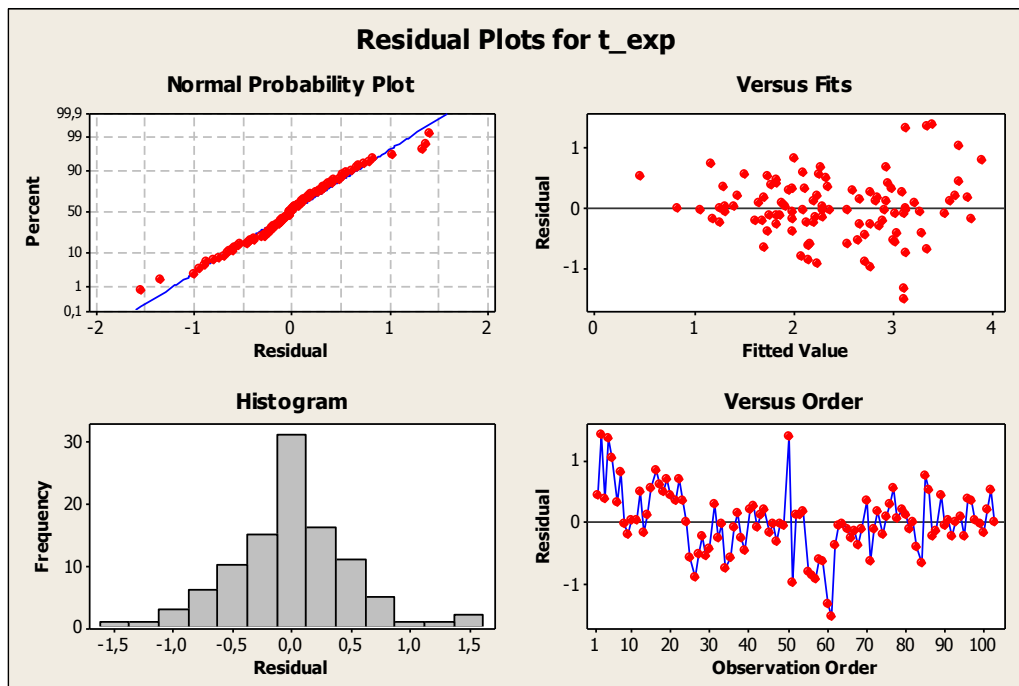 Residual Plots for t_exp
Normal Probability Plot
99,9
99
90
50
10
1
0,1
Percent
-2 -1 0 1 2
Residual
Versus Fits
1
0
-1
Residual
0 1 2 3 4
Fitted Value
Histogram
30
20
10
0
Frequency
-1,5 -1,0 -0,5 0,0 0,5 1,0 1,5
Residual
Versus Order
1
0
-1
Residual
1 10 20 30 40 50 60 70 80 90 100
Observation Order